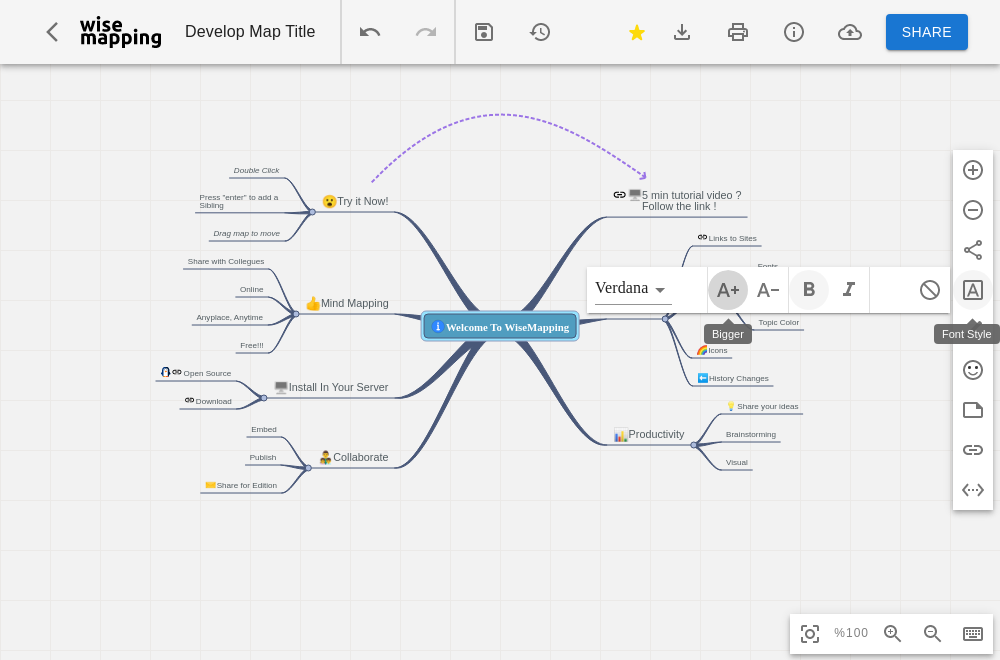 wise
mapping
Develop Map Title
SHARE
Double Click
Press "enter" to add a
Sibling
Drag map to move
Try it Now!
Share with Collegues
Online
Anyplace, Anytime
Free!!!
Mind Mapping
Open Source
Download
Install In Your Server
Embed
Publish
Share for Edition
Collaborate
Welcome To WiseMapping
5 min tutorial video ?
Follow the link !
Links to Sites
Fonts
Verdana
A+
A-
B
I
A
Bigger
Font Style
Topic Color
Icons
History Changes
Productivity
Share your ideas
Brainstorming
Visual
%100